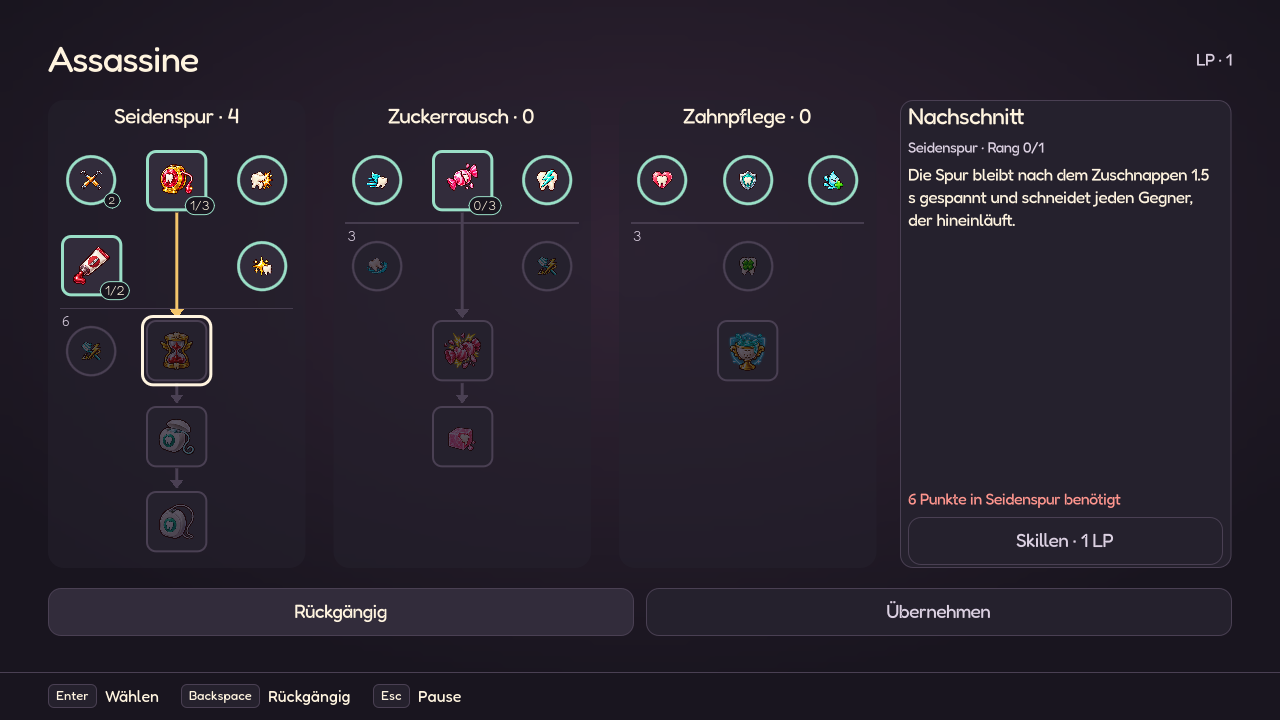 Assassine
LP · 1
Seidenspur · 4
Zuckerrausch · 0
Zahnpflege · 0
2
1/3
0/3
1/2
3
3
6
Nachschnitt
Seidenspur · Rang 0/1
Die Spur bleibt nach dem Zuschnappen 1.5
s gespannt und schneidet jeden Gegner,
der hineinläuft.
6 Punkte in Seidenspur benötigt
Skillen · 1 LP
Rückgängig
Übernehmen
Enter Wählen Backspace Rückgängig Esc Pause